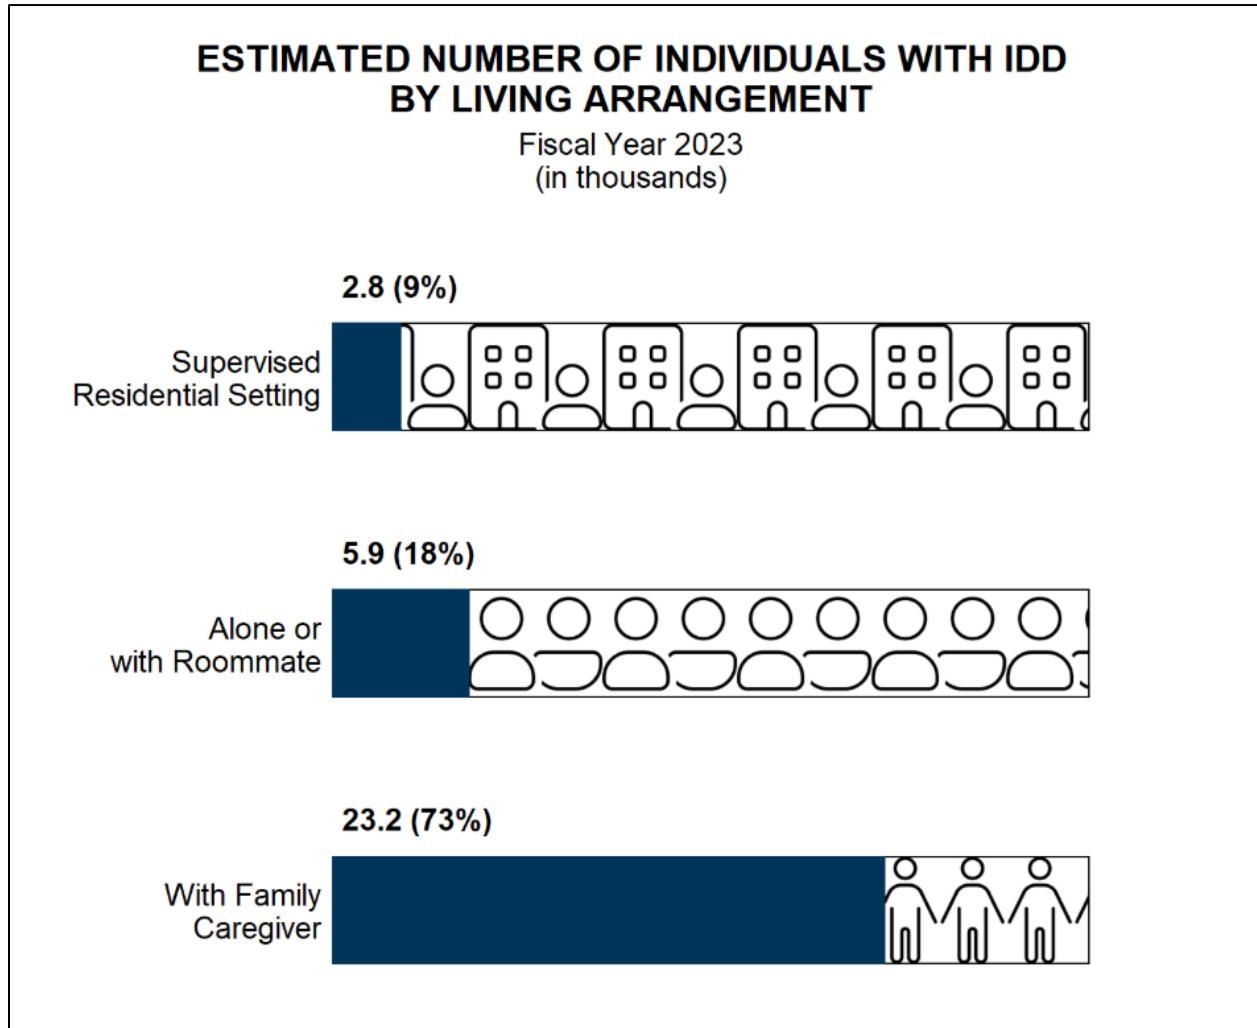 ESTIMATED NUMBER OF INDIVIDUALS WITH IDD
BY LIVING ARRANGEMENT
Fiscal Year 2023
(in thousands)
2.8 (9%)
Supervised
Residential Setting
5.9 (18%)
Alone or
with Roommate
23.2 (73%)
With Family
Caregiver